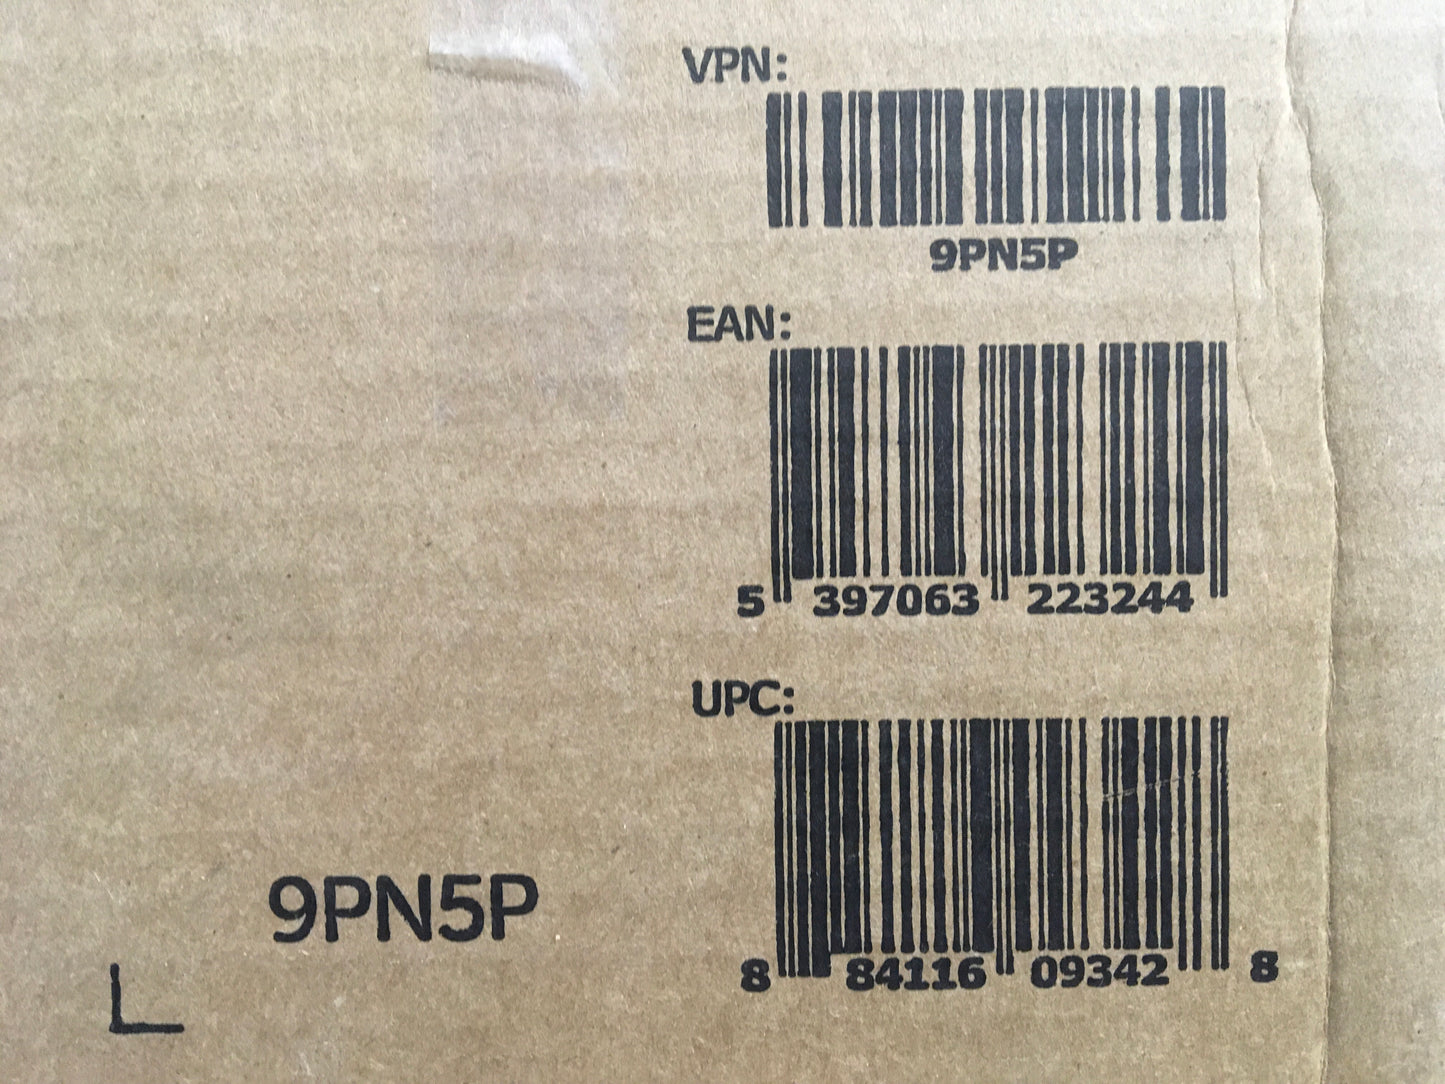 VPN:
9PN5P
EAN:
5 397063 223244
UPC:
8 84116 09342 8
9PN5P